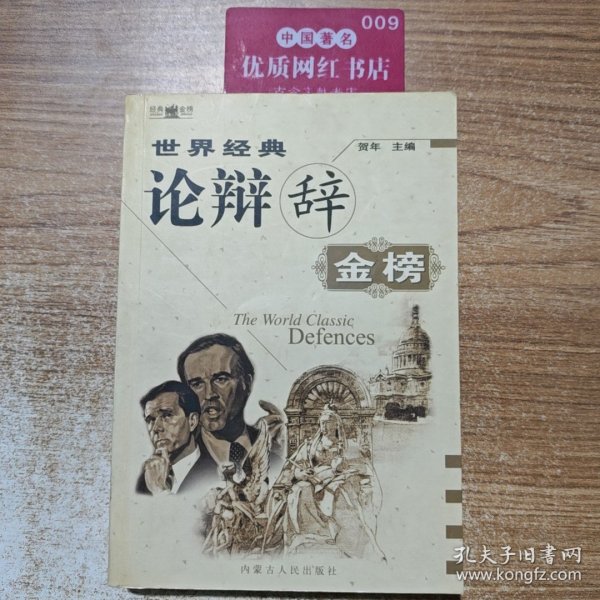 009
中国著名
优质网红书店
经典 金榜
世界经典
贺年 主编
论辩辞
金榜
The World Classic
Defences
内蒙古人民出版社
孔夫子旧书网
www.kongfz.com